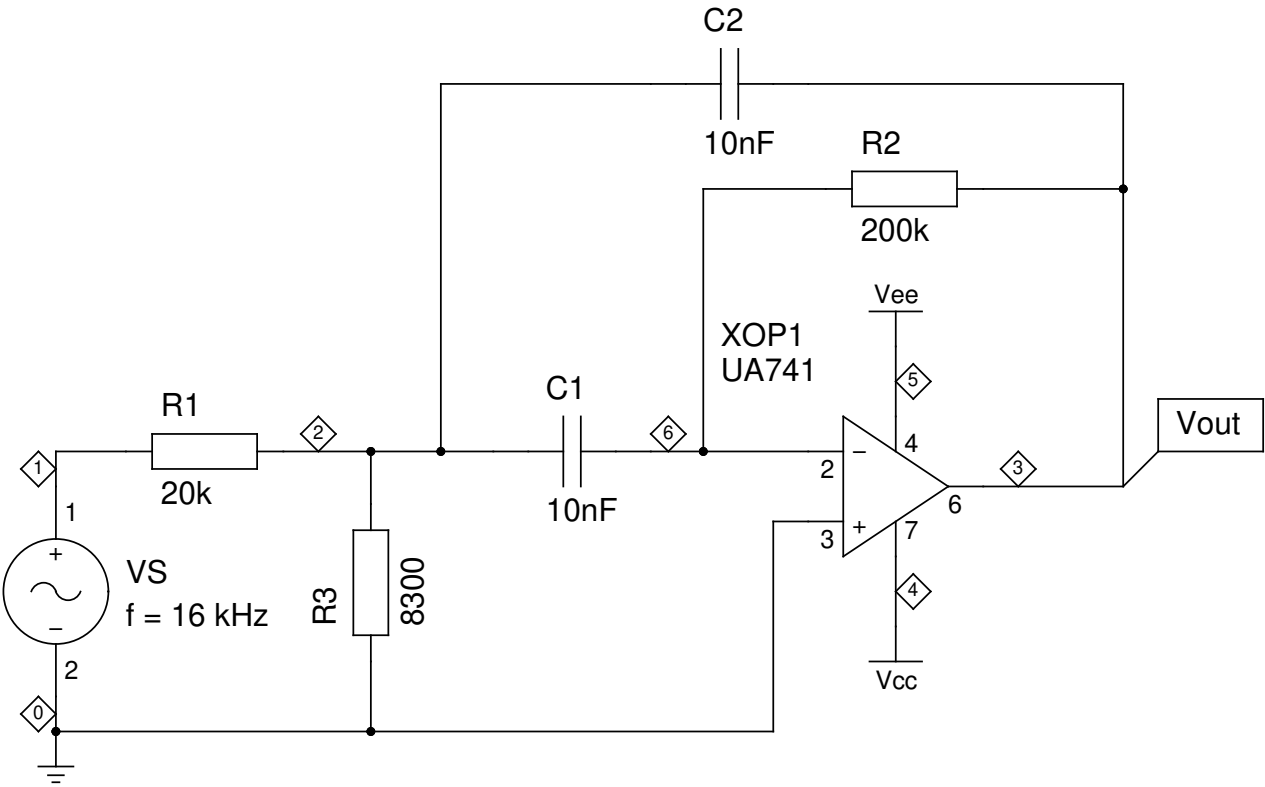 C2
10nF
R2
200k
Vee
XOP1
UA741
5
C1
R1
2
6
4
Vout
1
20k
10nF
2
3
6
1
+
−
+
3
7
VS
f = 16 kHz
R3
8300
4
−
2
Vcc
0